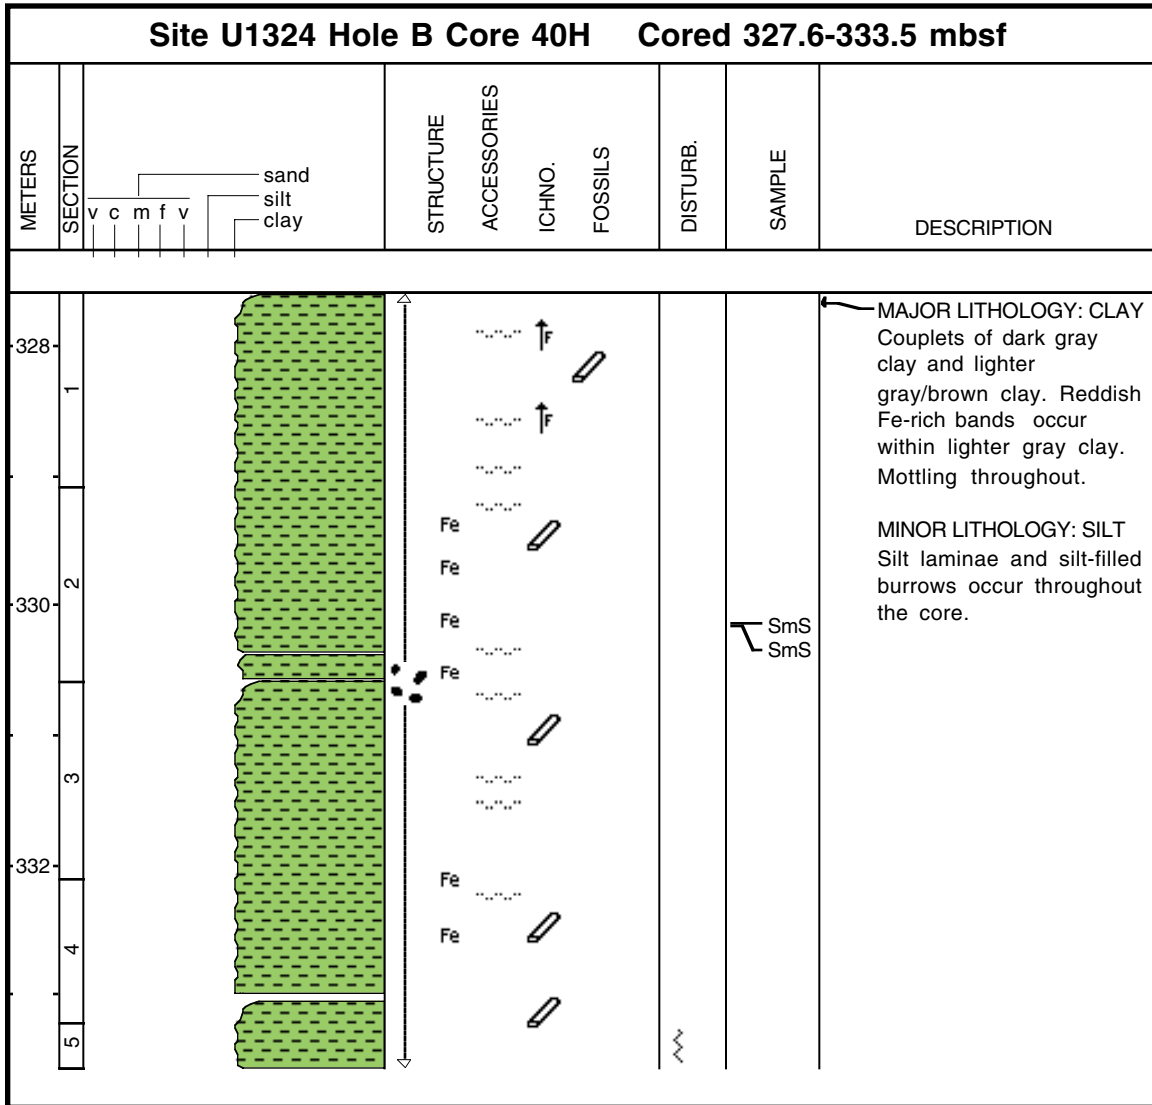 Site U1324 Hole B Core 40H Cored 327.6-333.5 mbsf
METERS
SECTION
v c m f v
sand
silt
clay
STRUCTURE
ACCESSORIES
ICHNO.
FOSSILS
DISTURB.
SAMPLE
DESCRIPTION
MAJOR LITHOLOGY: CLAY
Couplets of dark gray
clay and lighter
gray/brown clay. Reddish
Fe-rich bands occur
within lighter gray clay.
Mottling throughout.
MINOR LITHOLOGY: SILT
Silt laminae and silt-filled
burrows occur throughout
the core.
F
328
1
F
Fe
Fe
2
330
Fe
SmS
SmS
Fe
3
332
Fe
Fe
4
5